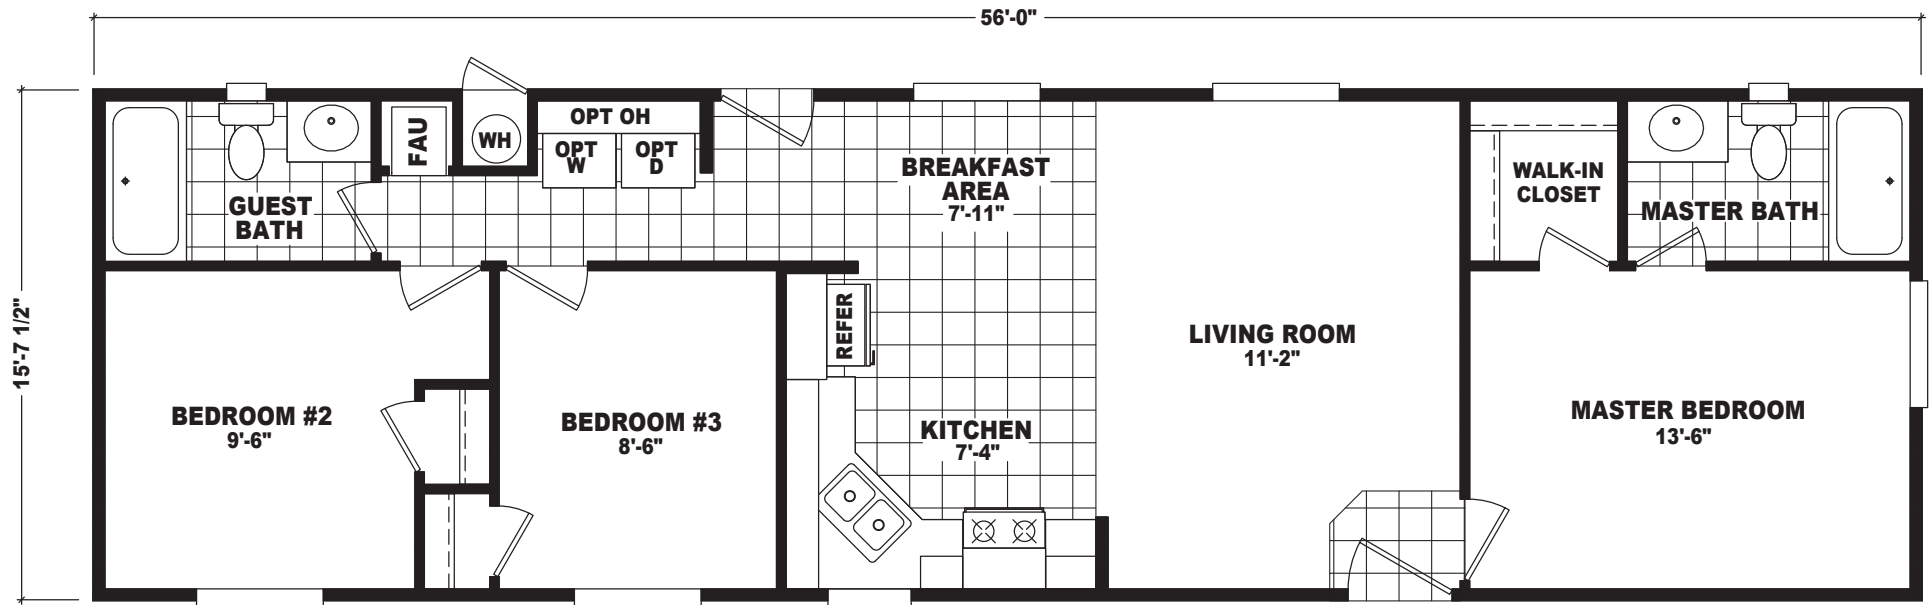 56'-0"
15'-7 1/2"
GUEST
BATH
FAU
WH
OPT OH
OPT
W
OPT
D
BREAKFAST
AREA
7'-11"
WALK-IN
CLOSET
MASTER BATH
REFER
LIVING ROOM
11'-2"
BEDROOM #2
9'-6"
BEDROOM #3
8'-6"
KITCHEN
7'-4"
MASTER BEDROOM
13'-6"